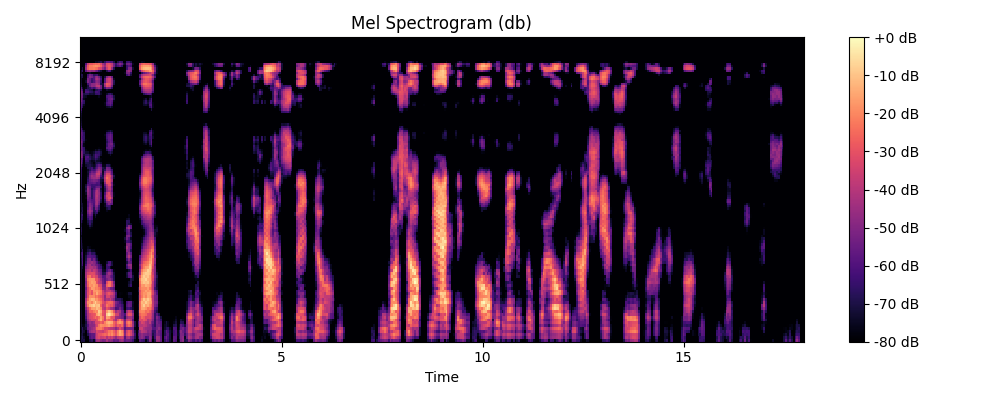 Mel Spectrogram (db)
8192
4096
2048
1024
512
0
Hz
0 5 10 15
Time
+0 dB
-10 dB
-20 dB
-30 dB
-40 dB
-50 dB
-60 dB
-70 dB
-80 dB